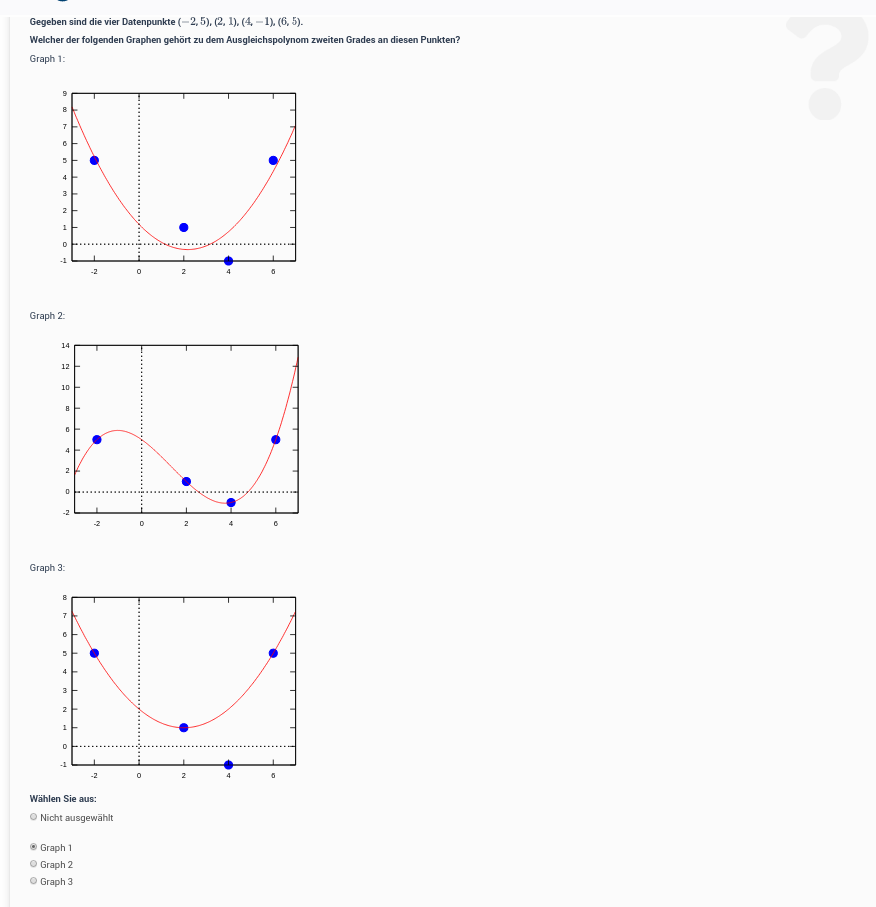 Gegeben sind die vier Datenpunkte (−2, 5), (2, 1), (4, −1), (6, 5).
Welcher der folgenden Graphen gehört zu dem Ausgleichspolynom zweiten Grades an diesen Punkten?
Graph 1:
9
8
7
6
5
4
3
2
1
0
-1
-2 0 2 4 6
Graph 2:
14
12
10
8
6
4
2
0
-2
-2 0 2 4 6
Graph 3:
8
7
6
5
4
3
2
1
0
-1
-2 0 2 4 6
Wählen Sie aus:
Nicht ausgewählt
Graph 1
Graph 2
Graph 3